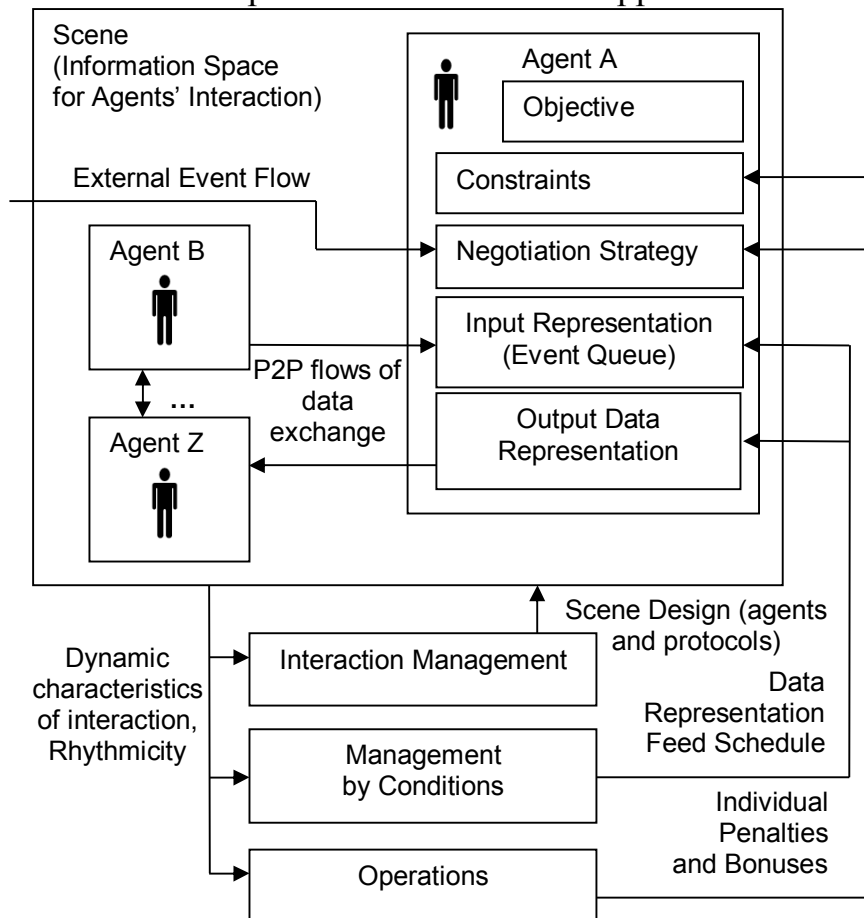 Scene
(Information Space
for Agents' Interaction)
Agent A
Objective
External Event Flow
Constraints
Agent B
Negotiation Strategy
Input Representation
(Event Queue)
P2P flows of
data
exchange
...
Agent Z
Output Data
Representation
Scene Design (agents
and protocols)
Dynamic
characteristics
of interaction,
Rhythmicity
Interaction Management
Data
Representation
Feed Schedule
Management
by Conditions
Individual
Penalties
and Bonuses
Operations